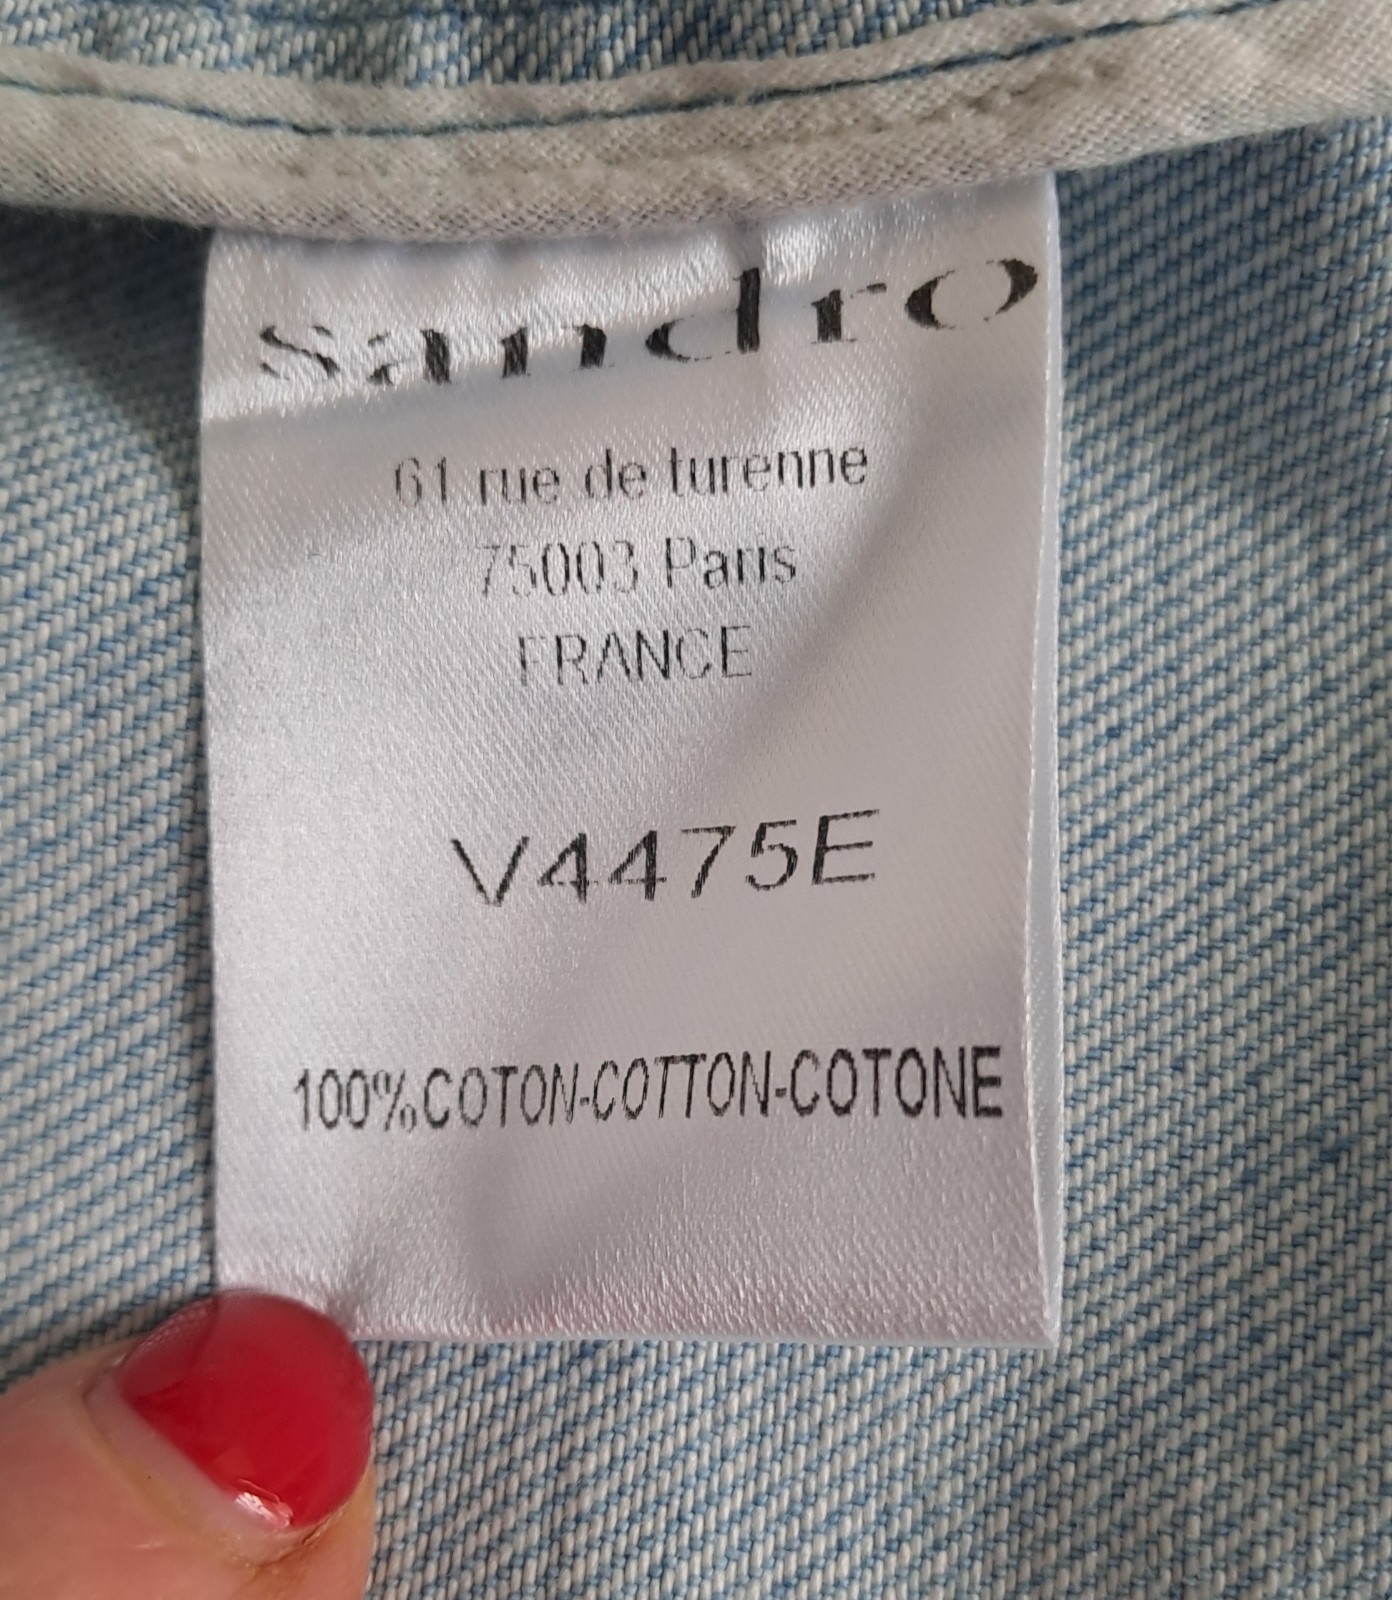 Sandro
61 rue de turenne
75003 Paris
FRANCE
V4475E
100%COTON-COTTON-COTONE